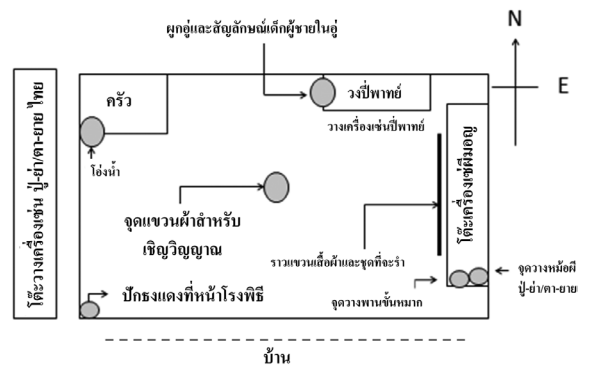 ผูกอู่และสัญลักษณ์เด็กผู้ชายในอู่
N
E
ครัว
วงปี่พาทย์
วางเครื่องเซ่นปี่พาทย์
โอ่งน้ำ
โต๊ะวางเครื่องเซ่น ปู่-ย่า/ตา-ยาย ไทย
โต๊ะเครื่องเซ่ผีมอญ
จุดแขวนผ้าสำหรับ
เชิญวิญญาณ
ราวแขวนเสื้อผ้าและชุดที่จะรำ
จุดวางหม้อผี
ปู่-ย่า/ตา-ยาย
ปักธงแดงที่หน้าโรงพิธี
จุดวางพานขันหมาก
บ้าน